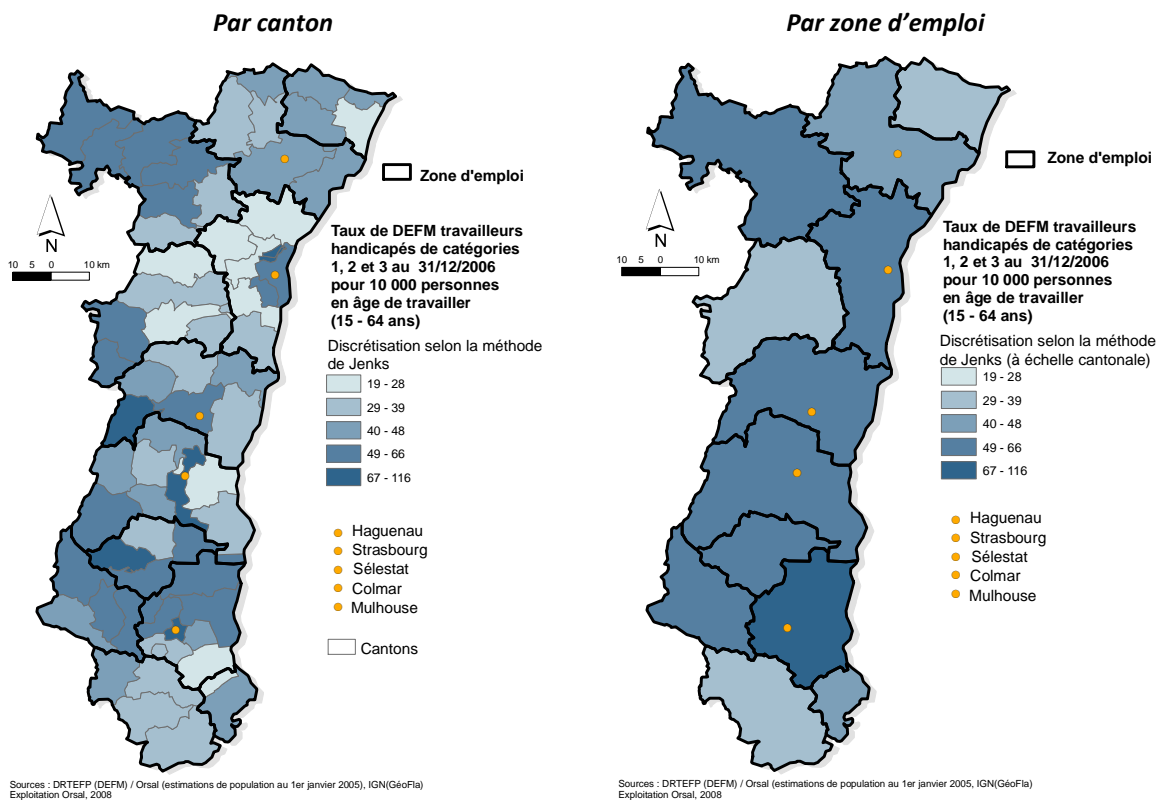 Par canton
Zone d'emploi
N
10 5 0 10 km
Taux de DEFM travailleurs
handicapés de catégories
1, 2 et 3 au 31/12/2006
pour 10 000 personnes
en âge de travailler
(15 - 64 ans)
Discrétisation selon la méthode
de Jenks
19 - 28
29 - 39
40 - 48
49 - 66
67 - 116
Haguenau
Strasbourg
Sélestat
Colmar
Mulhouse
Cantons
Sources : DRTEFP (DEFM) / Orsal (estimations de population au 1er janvier 2005), IGN(GéoFla)
Exploitation Orsal, 2008
Par zone d'emploi
Zone d'emploi
N
10 5 0 10 km
Taux de DEFM travailleurs
handicapés de catégories
1, 2 et 3 au 31/12/2006
pour 10 000 personnes
en âge de travailler
(15 - 64 ans)
Discrétisation selon la méthode
de Jenks (à échelle cantonale)
19 - 28
29 - 39
40 - 48
49 - 66
67 - 116
Haguenau
Strasbourg
Sélestat
Colmar
Mulhouse
Sources : DRTEFP (DEFM) / Orsal (estimations de population au 1er janvier 2005), IGN(GéoFla)
Exploitation Orsal, 2008